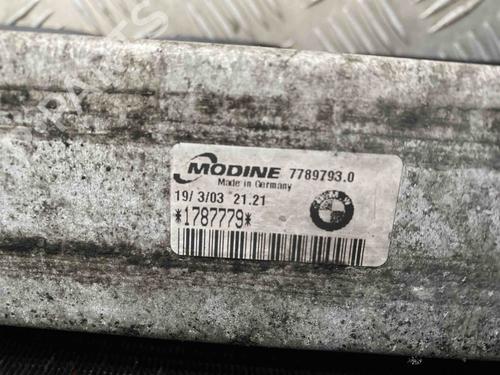 MODINE 7789793.0
Made in Germany
19/ 3/03 21.21
*1787779*